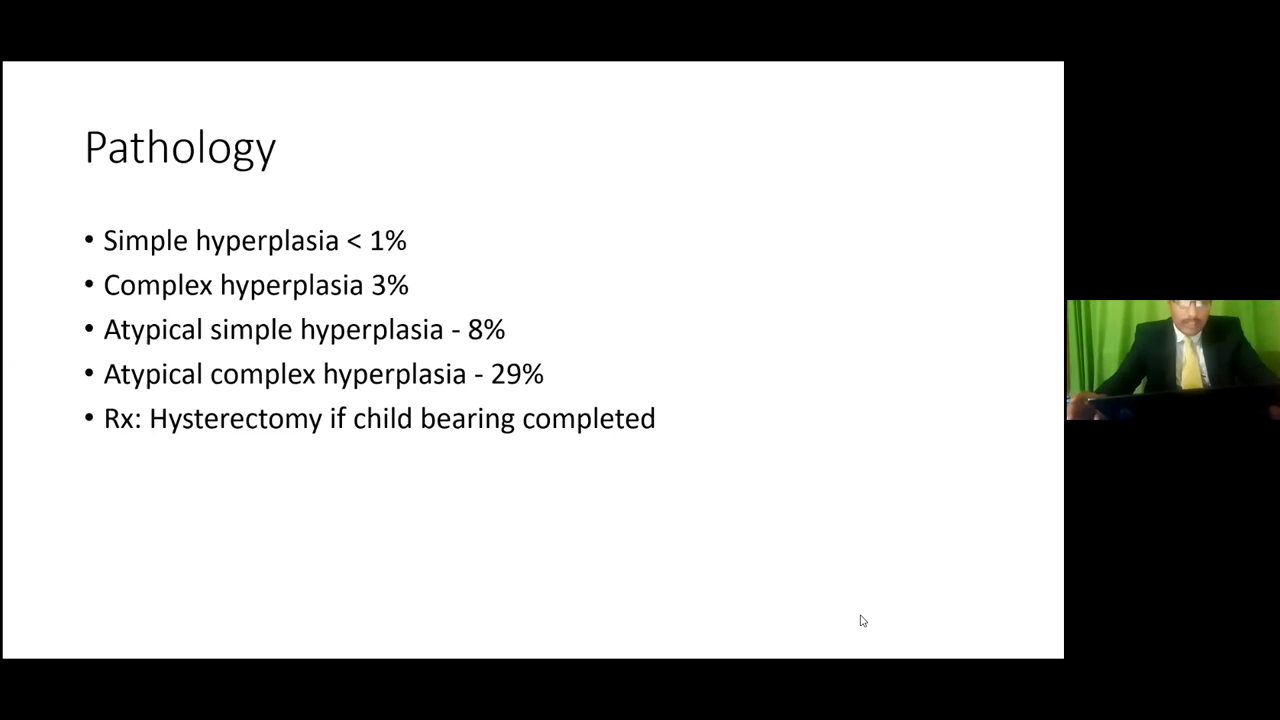 Pathology
• Simple hyperplasia < 1%
• Complex hyperplasia 3%
• Atypical simple hyperplasia - 8%
• Atypical complex hyperplasia - 29%
• Rx: Hysterectomy if child bearing completed